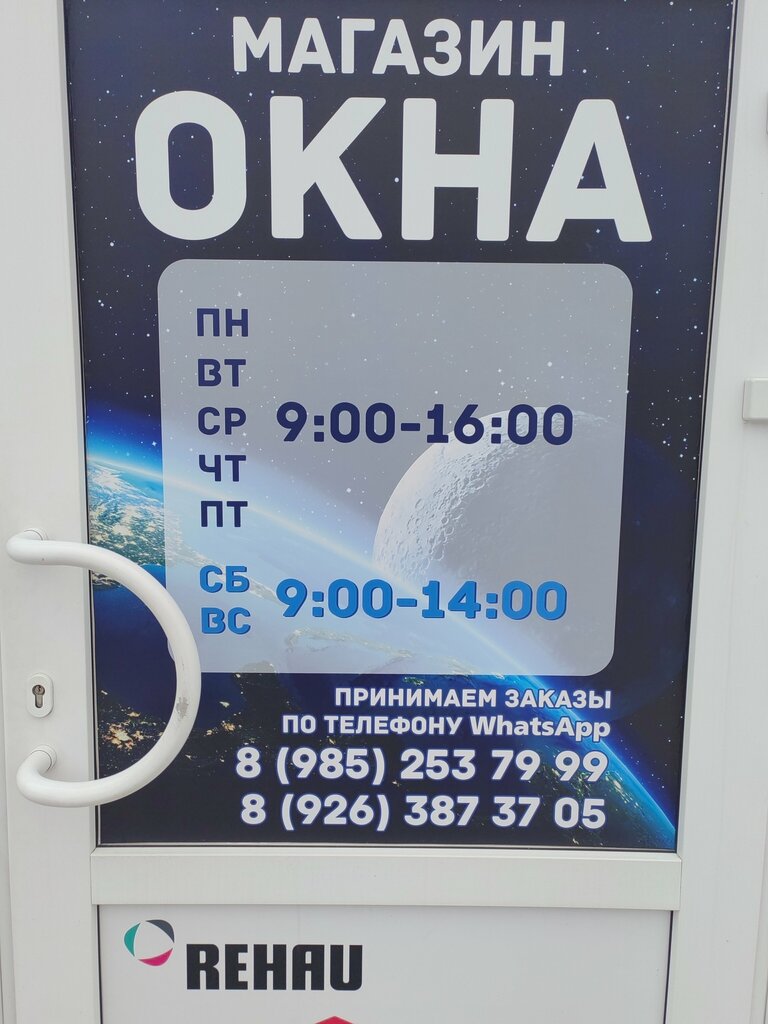 МАГАЗИН
ОКНА
ПН
ВТ
СР 9:00-16:00
ЧТ
ПТ
СБ 9:00-14:00
ВС
ПРИНИМАЕМ ЗАКАЗЫ
ПО ТЕЛЕФОНУ WhatsApp
8 (985) 253 79 99
8 (926) 387 37 05
REHAU